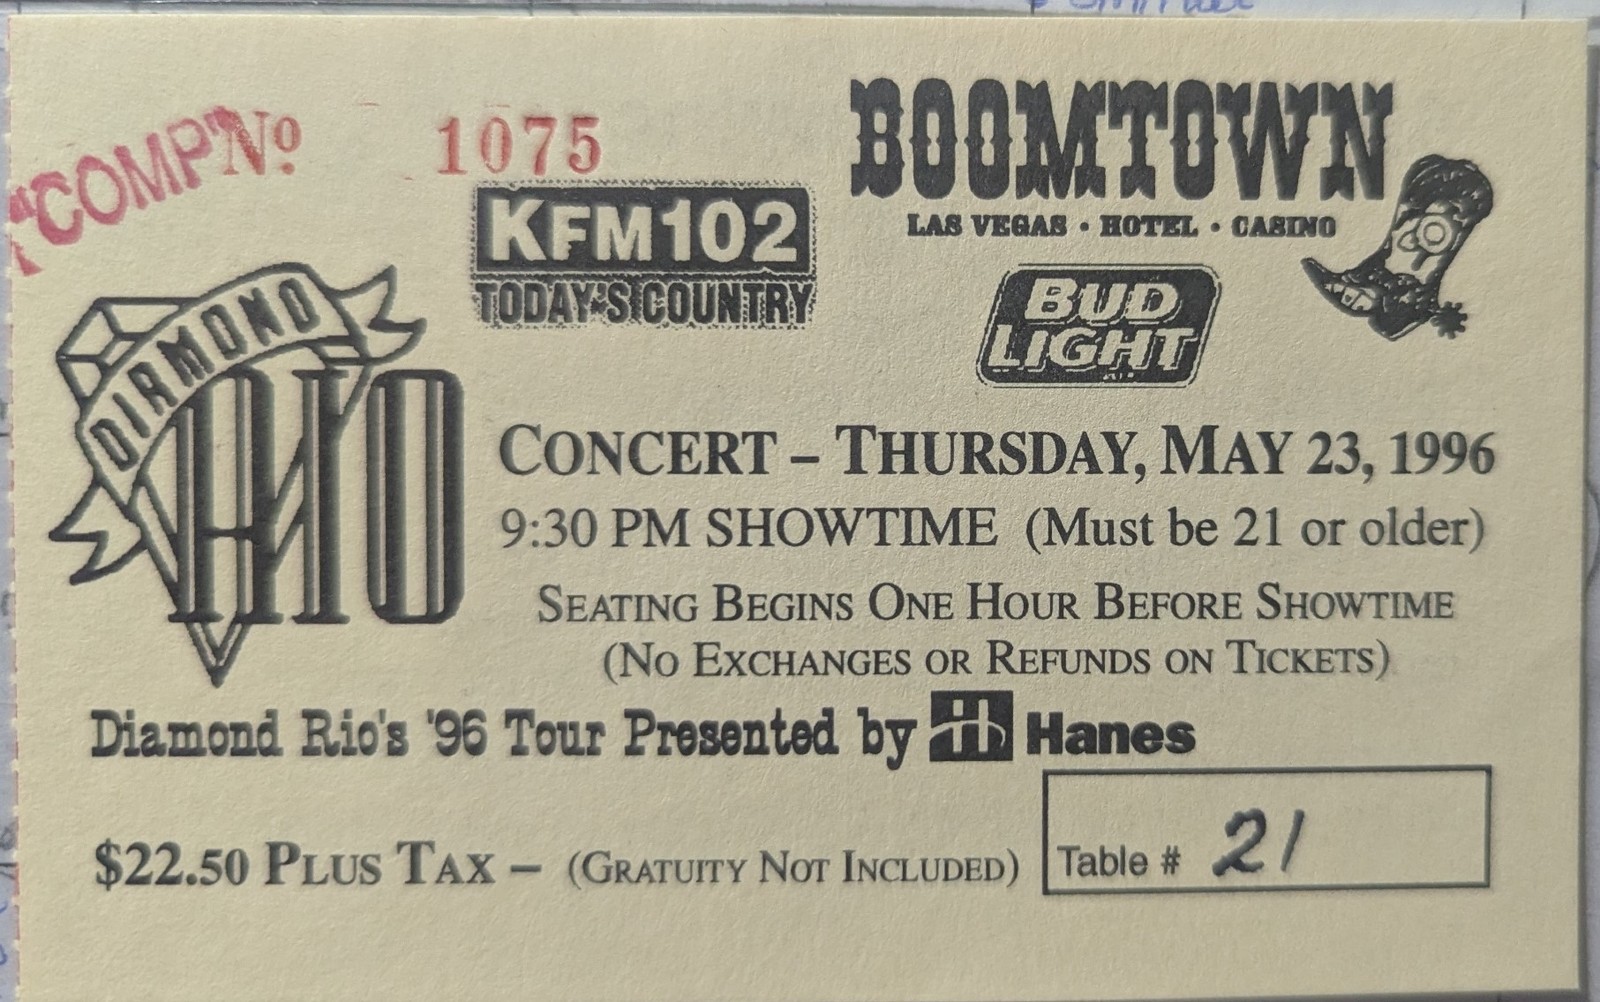 "COMP"
Nº 1075
KFM102
TODAY'S COUNTRY
BOOMTOWN
LAS VEGAS · HOTEL · CASINO
BUD
LIGHT
DIAMOND
RIO
CONCERT – THURSDAY, MAY 23, 1996
9:30 PM SHOWTIME (Must be 21 or older)
SEATING BEGINS ONE HOUR BEFORE SHOWTIME
(NO EXCHANGES OR REFUNDS ON TICKETS)
Diamond Rio's '96 Tour Presented by Hanes
$22.50 PLUS TAX – (GRATUITY NOT INCLUDED)
Table # 21